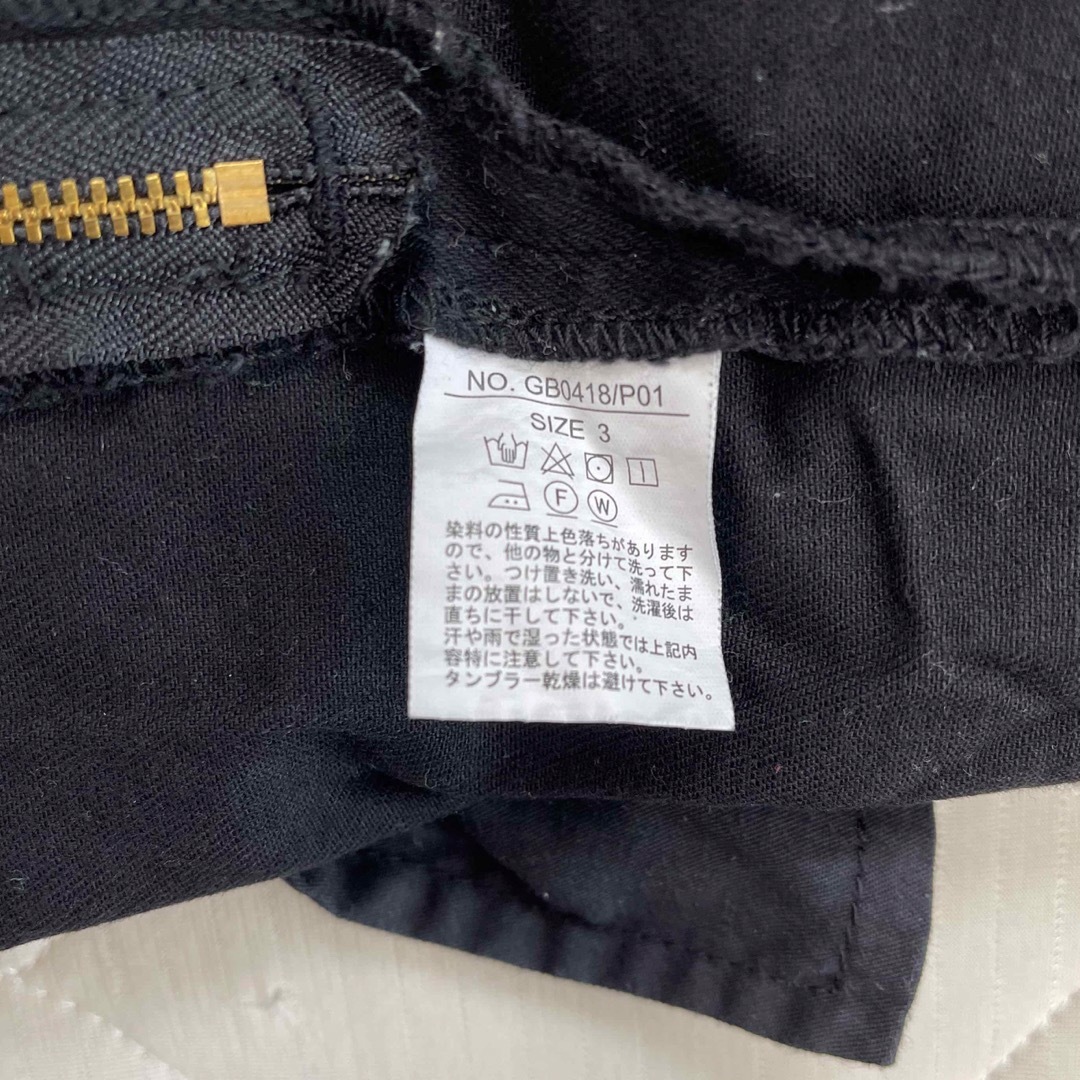 NO. GB0418/P01
SIZE 3
F W
染料の性質上色落ちがあります
ので、他の物と分けて洗って下
さい。つけ置き洗い、濡れたま
まの放置はしないで、洗濯後は
直ちに干して下さい。
汗や雨で湿った状態では上記内
容特に注意して下さい。
タンブラー乾燥は避けて下さい。